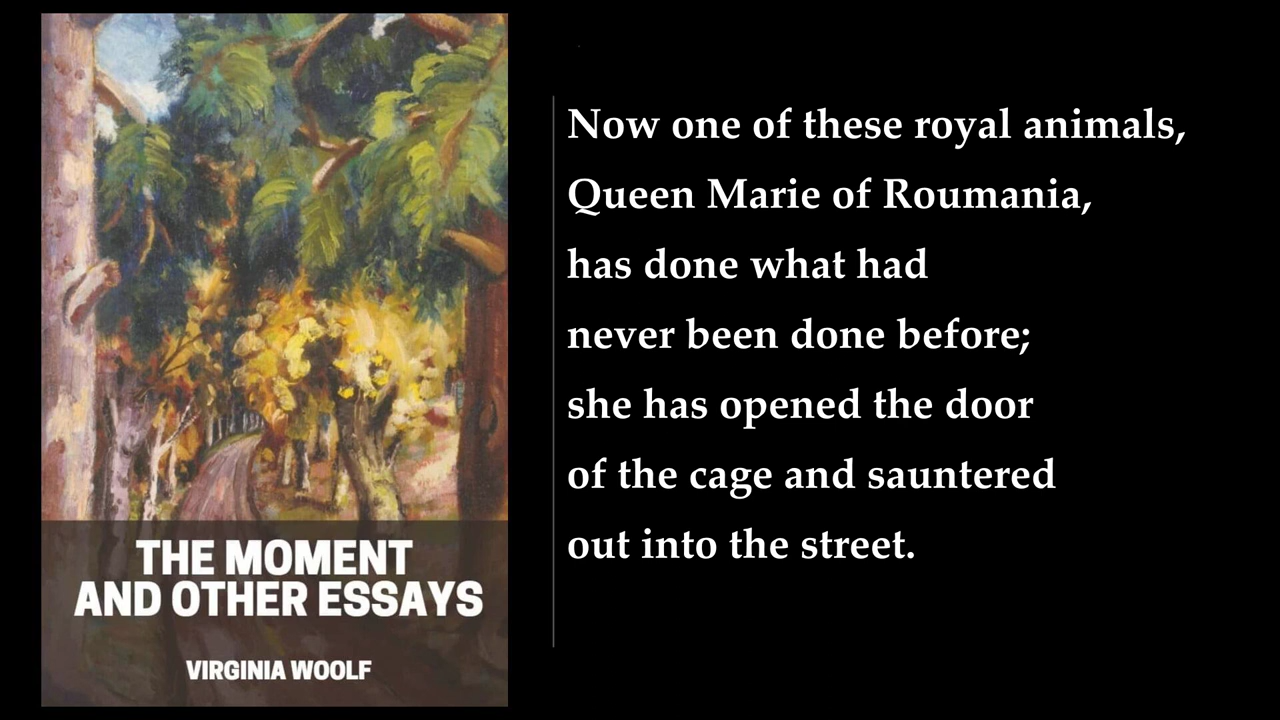 THE MOMENT
AND OTHER ESSAYS
VIRGINIA WOOLF
Now one of these royal animals,
Queen Marie of Roumania,
has done what had
never been done before;
she has opened the door
of the cage and sauntered
out into the street.